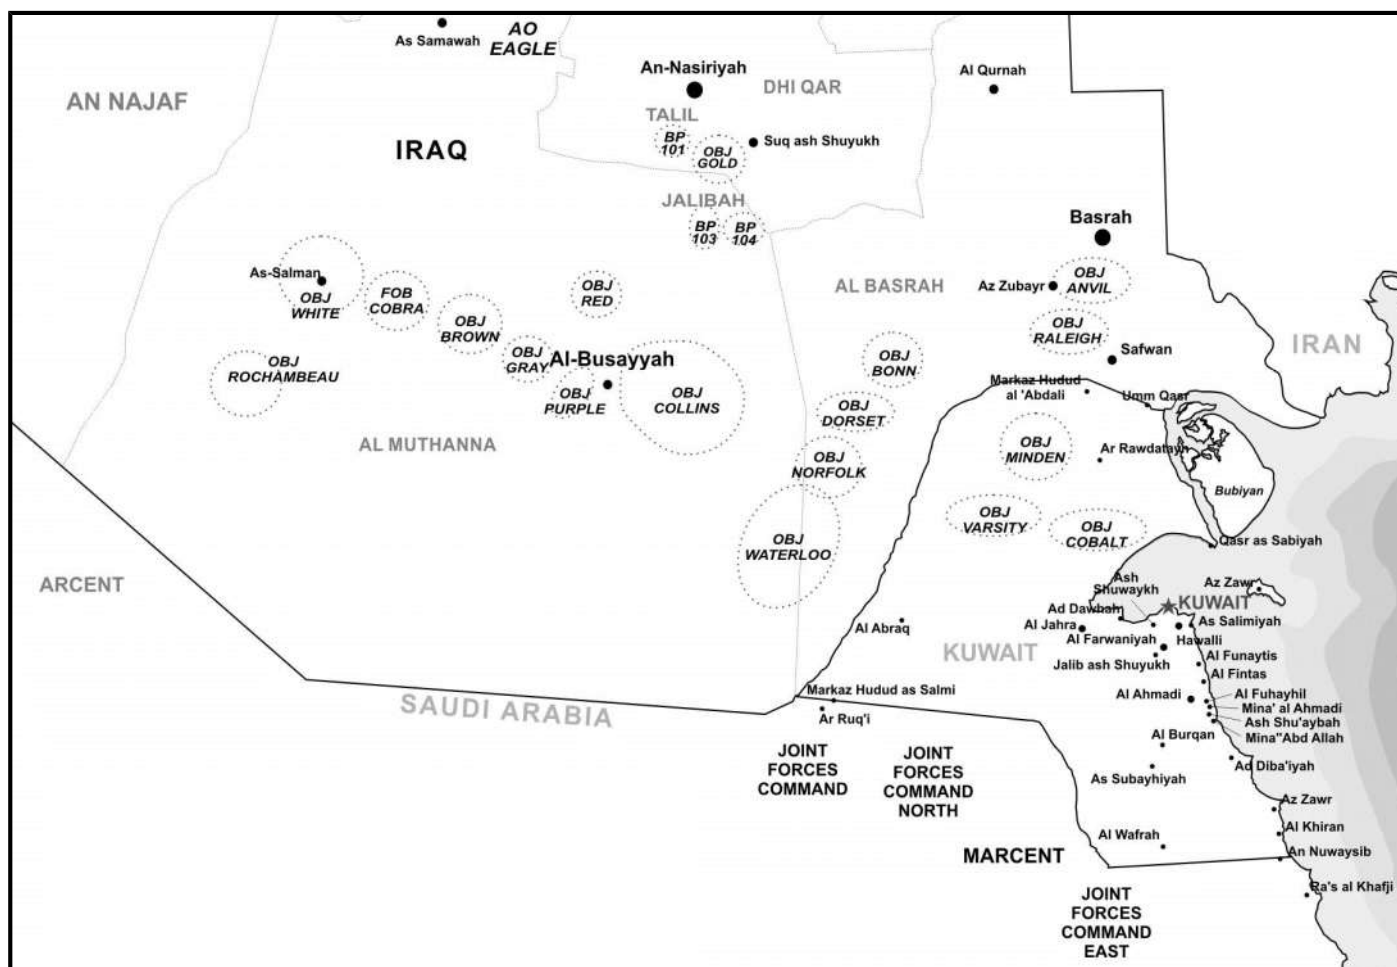 As Samawah
AO
EAGLE
An-Nasiriyah
Al Qurnah
DHI QAR
AN NAJAF
TALIL
BP
101
OBJ
GOLD
Suq ash Shuyukh
IRAQ
JALIBAH
BP
103
BP
104
Basrah
As-Salman
OBJ
WHITE
FOB
COBRA
OBJ
RED
AL BASRAH
Az Zubayr
OBJ
ANVIL
OBJ
BROWN
OBJ
RALEIGH
Safwan
IRAN
OBJ
ROCHAMBEAU
OBJ
GRAY
Al-Busayyah
OBJ
PURPLE
OBJ
COLLINS
OBJ
BONN
Markaz Hudud
al 'Abdali
Umm Qasr
OBJ
DORSET
AL MUTHANNA
OBJ
NORFOLK
OBJ
MINDEN
Ar Rawdatayn
Bubiyan
OBJ
VARSITY
OBJ
COBALT
OBJ
WATERLOO
Qasr as Sabiyah
ARCENT
Ash
Shuwaykh
Az Zawr
KUWAIT
Ad Dawhah
Al Jahra
As Salimiyah
Al Abraq
Al Farwaniyah
Hawalli
KUWAIT
Jalib ash Shuyukh
Al Funaytis
Al Fintas
Markaz Hudud as Salmi
Al Ahmadi
Al Fuhayhil
Mina' al Ahmadi
Ash Shu'aybah
Mina"Abd Allah
SAUDI ARABIA
Ar Ruq'i
Al Burqan
JOINT
FORCES
COMMAND
JOINT
FORCES
COMMAND
NORTH
As Subayhiyah
Ad Diba'iyah
Az Zawr
Al Wafrah
Al Khiran
MARCENT
An Nuwaysib
JOINT
FORCES
COMMAND
EAST
Ra's al Khafji